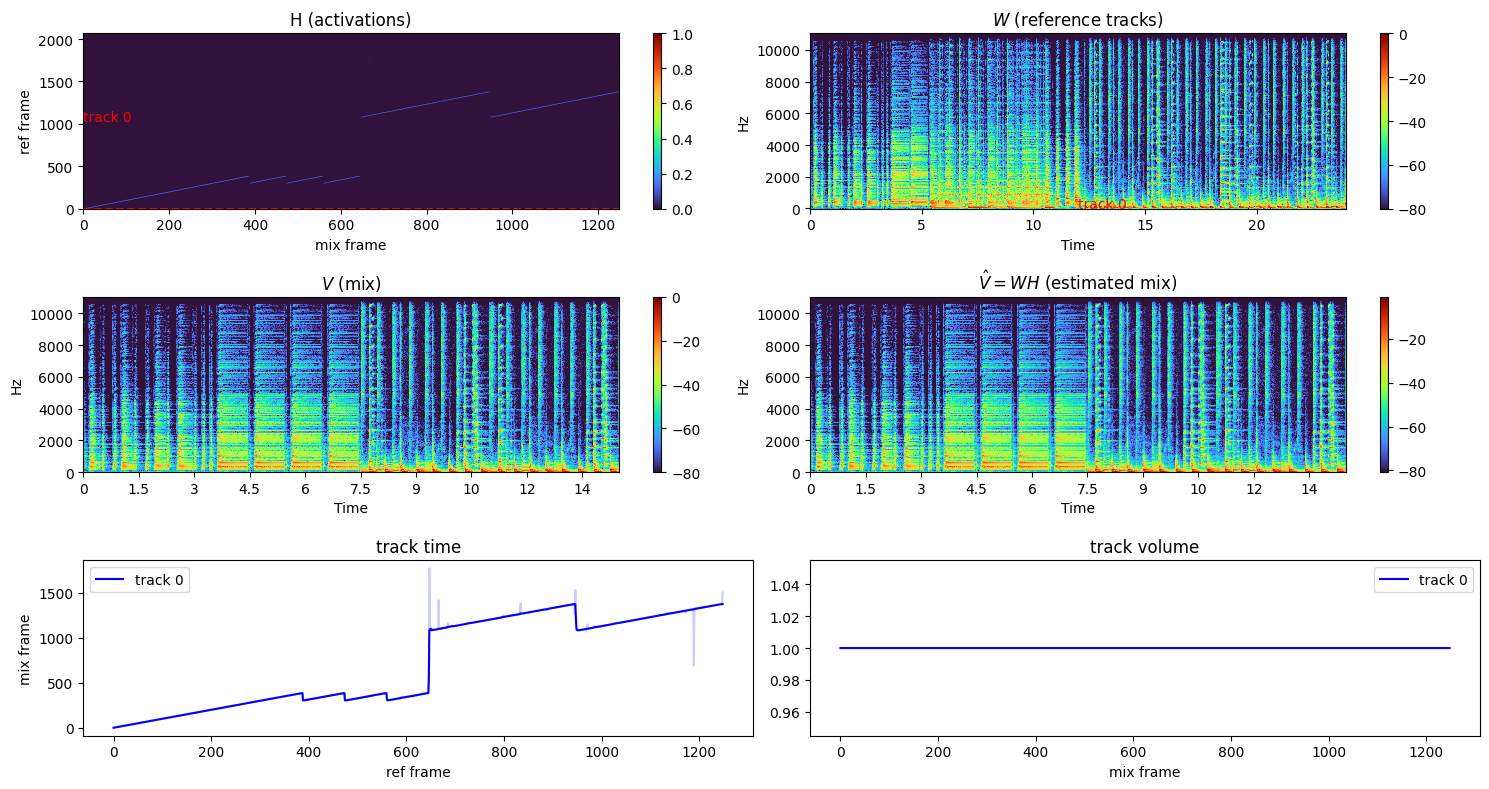 H (activations)
2000
1500
1000
500
0
ref frame
track 0
0 200 400 600 800 1000 1200
mix frame
1.0
0.8
0.6
0.4
0.2
0.0
W (reference tracks)
10000
8000
6000
4000
2000
0
Hz
track 0
0 5 10 15 20
Time
0
−20
−40
−60
−80
V (mix)
10000
8000
6000
4000
2000
0
Hz
0 1.5 3 4.5 6 7.5 9 10 12 14
Time
0
−20
−40
−60
−80
V̂ = WH (estimated mix)
10000
8000
6000
4000
2000
0
Hz
0 1.5 3 4.5 6 7.5 9 10 12 14
Time
−20
−40
−60
−80
track time
track 0
1500
1000
500
0
mix frame
0 200 400 600 800 1000 1200
ref frame
track volume
track 0
1.04
1.02
1.00
0.98
0.96
0 200 400 600 800 1000 1200
mix frame